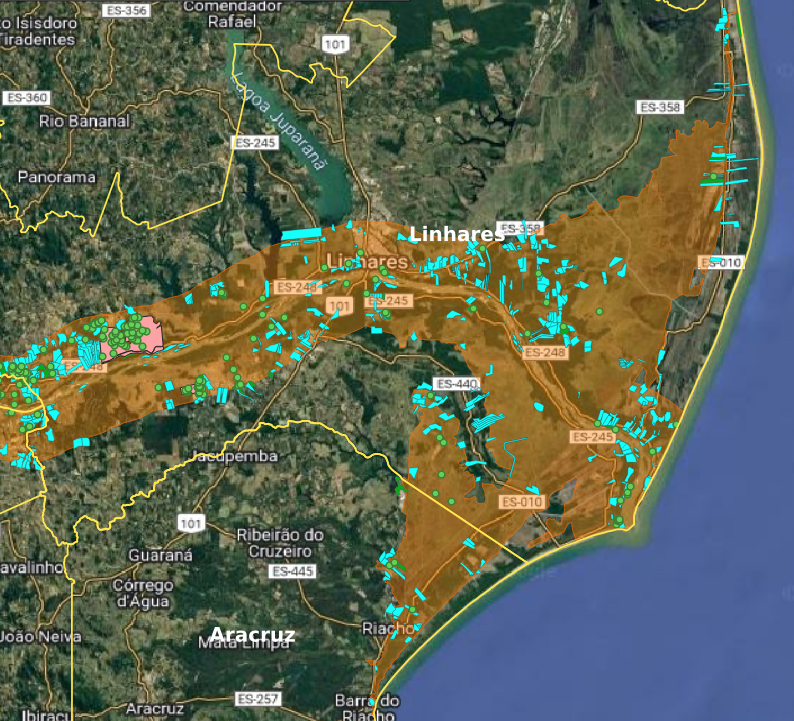 ES-356
Comendador
Rafael
to Isisdoro
Tiradentes
101
ES-360
ES-358
Rio Bananal
Lagoa Juparanã
ES-245
Panorama
ES-358
Linhares
Linhares
ES-010
ES-248
101
ES-245
ES-248
ES-440
ES-245
Jacupemba
ES-010
101
Ribeirão do
Cruzeiro
Guaraná
ES-445
avalinho
Córrego
d'Água
Aracruz
Mata Limpa
Riacho
João Neiva
ES-257
Barra do
Riacho
Aracruz
Ibiraçu